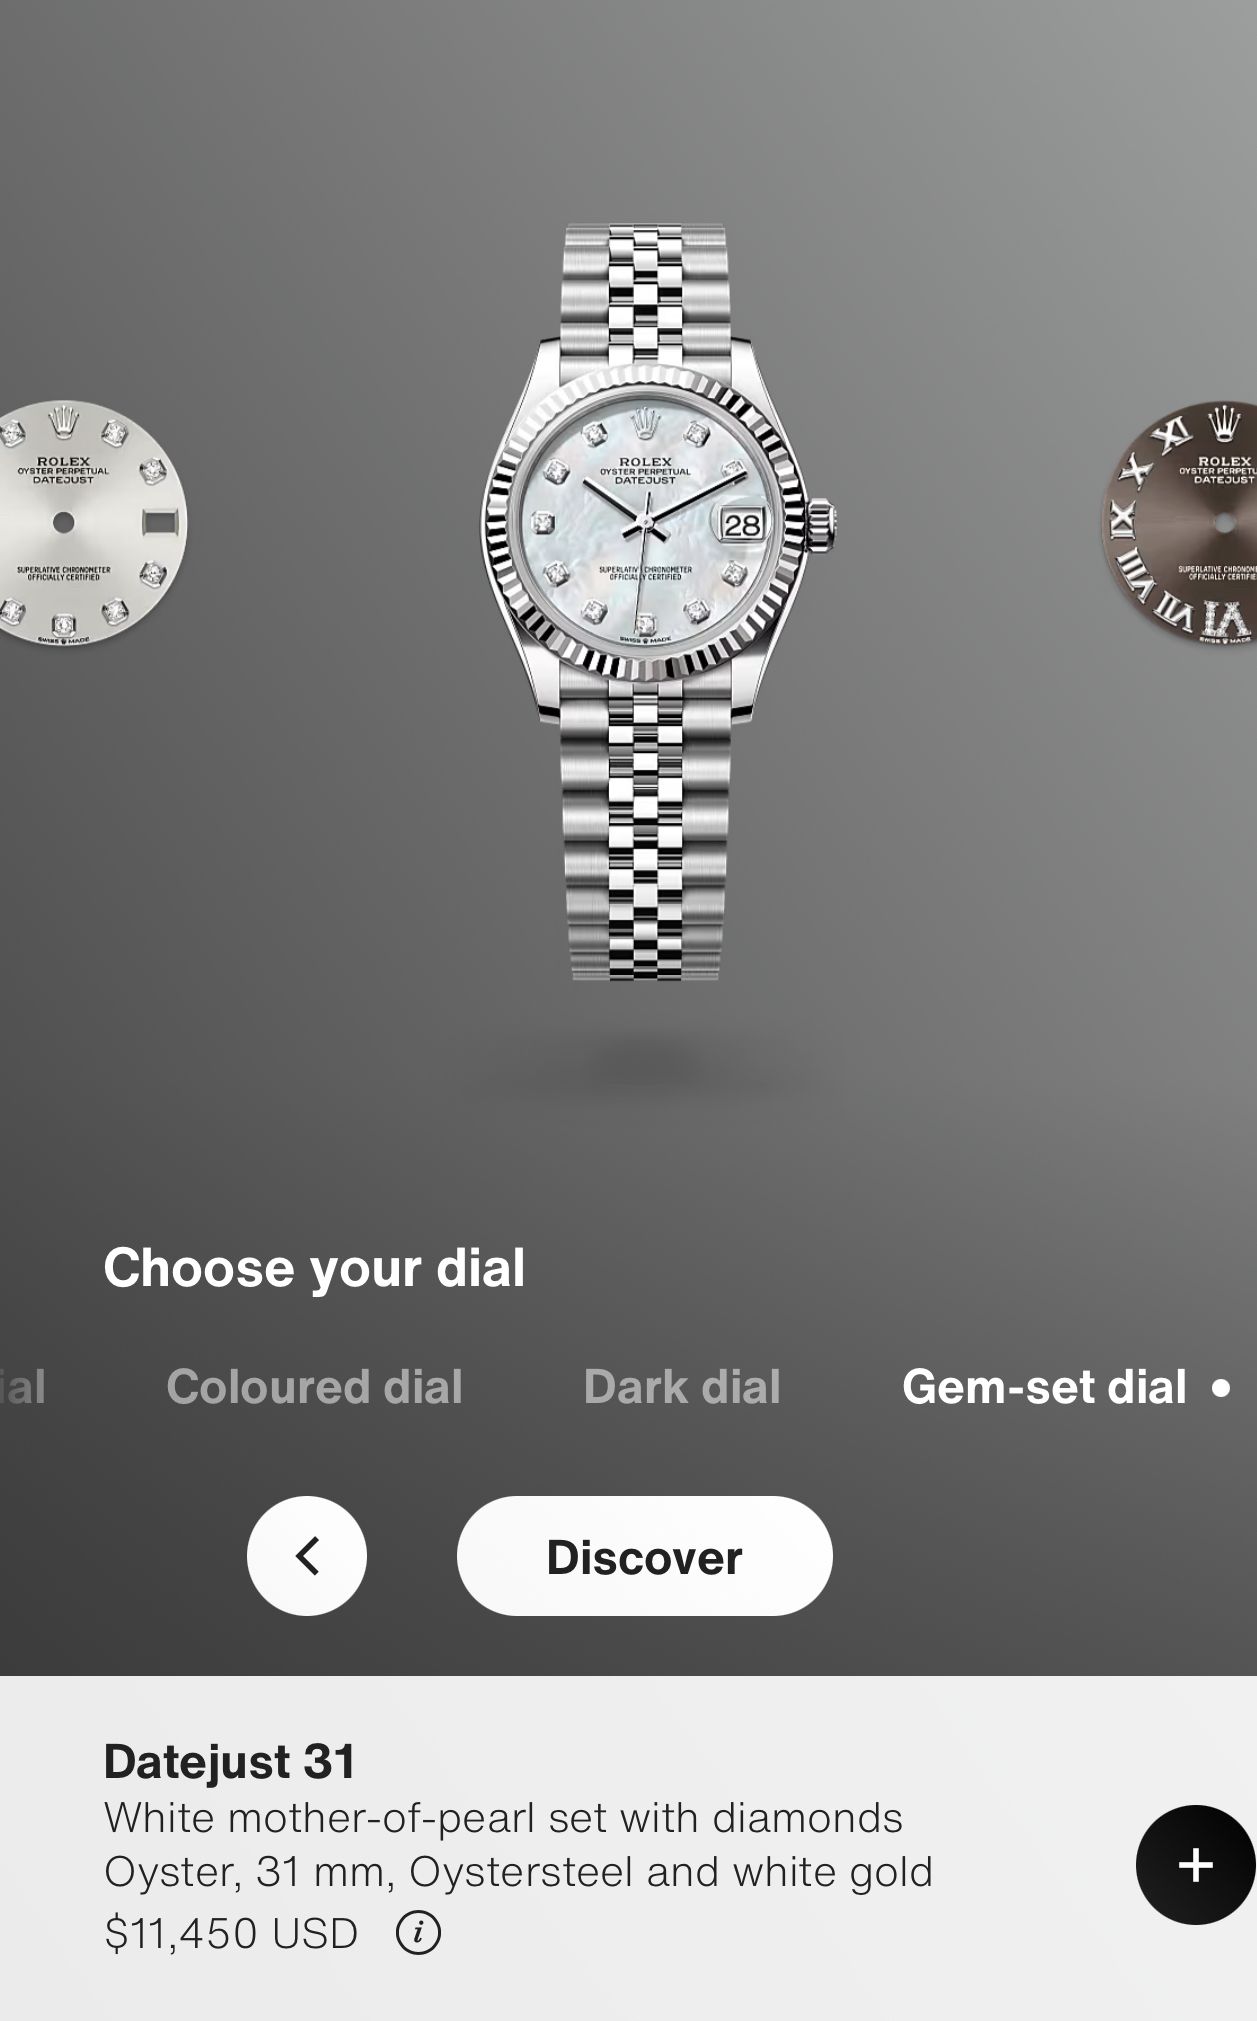 ROLEX
OYSTER PERPETUAL
DATEJUST
SUPERLATIVE CHRONOMETER
OFFICIALLY CERTIFIED
SWISS MADE
ROLEX
OYSTER PERPETUAL
DATEJUST
28
SUPERLATIVE CHRONOMETER
OFFICIALLY CERTIFIED
SWISS MADE
XI
X
IX
VIII
VII
VI
ROLEX
OYSTER PERPETU
DATEJUST
SUPERLATIVE CHRONOM
OFFICIALLY CERTIFIE
SWISS MADE
Choose your dial
ial
Coloured dial
Dark dial
Gem-set dial
Discover
Datejust 31
White mother-of-pearl set with diamonds
Oyster, 31 mm, Oystersteel and white gold
$11,450 USD